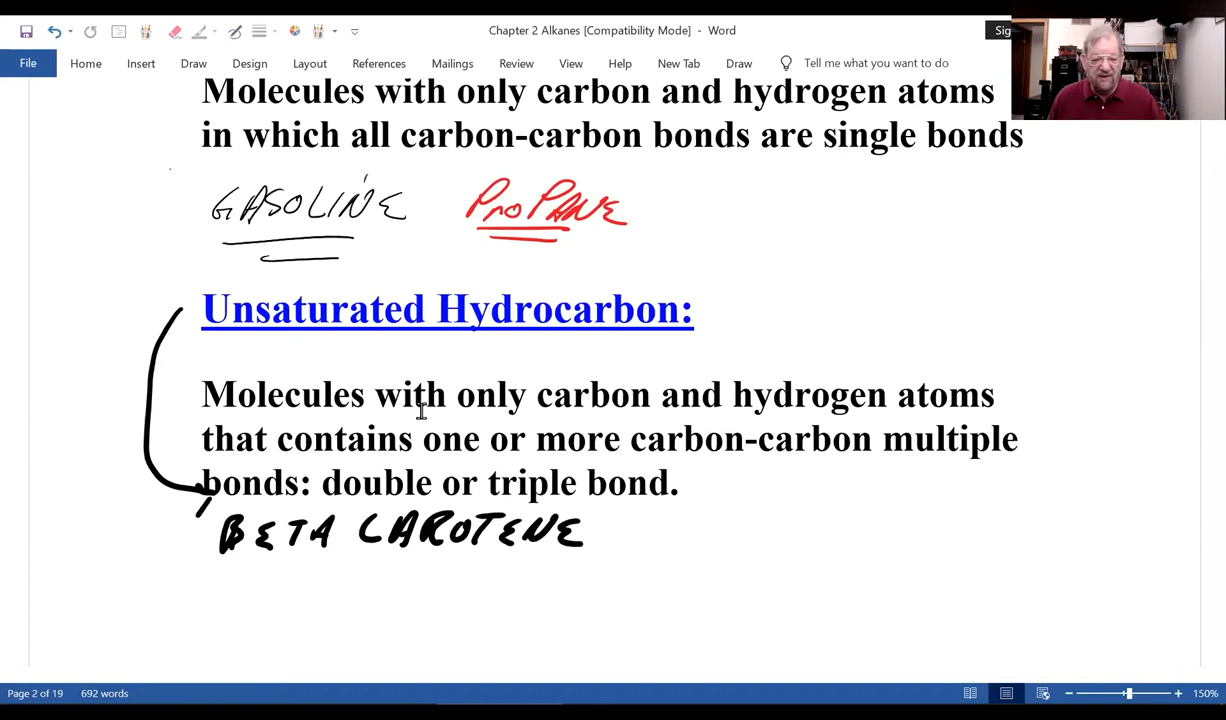 Chapter 2 Alkanes [Compatibility Mode] - Word
Sig
File Home Insert Draw Design Layout References Mailings Review View Help New Tab Draw Tell me what you want to do
Molecules with only carbon and hydrogen atoms
in which all carbon-carbon bonds are single bonds
GASOLINE PROPANE
Unsaturated Hydrocarbon:
Molecules with only carbon and hydrogen atoms
that contains one or more carbon-carbon multiple
bonds: double or triple bond.
BETA CAROTENE
Page 2 of 19 692 words 150%